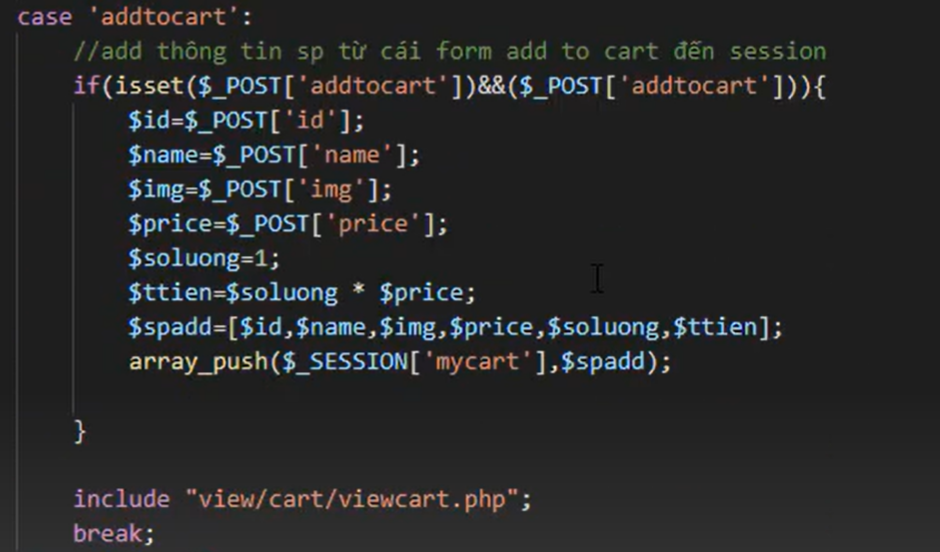 case 'addtocart':
//add thông tin sp từ cái form add to cart đến session
if(isset($_POST['addtocart'])&&($_POST['addtocart'])){
$id=$_POST['id'];
$name=$_POST['name'];
$img=$_POST['img'];
$price=$_POST['price'];
$soluong=1;
$ttien=$soluong * $price;
$spadd=[$id,$name,$img,$price,$soluong,$ttien];
array_push($_SESSION['mycart'],$spadd);
}
include "view/cart/viewcart.php";
break;